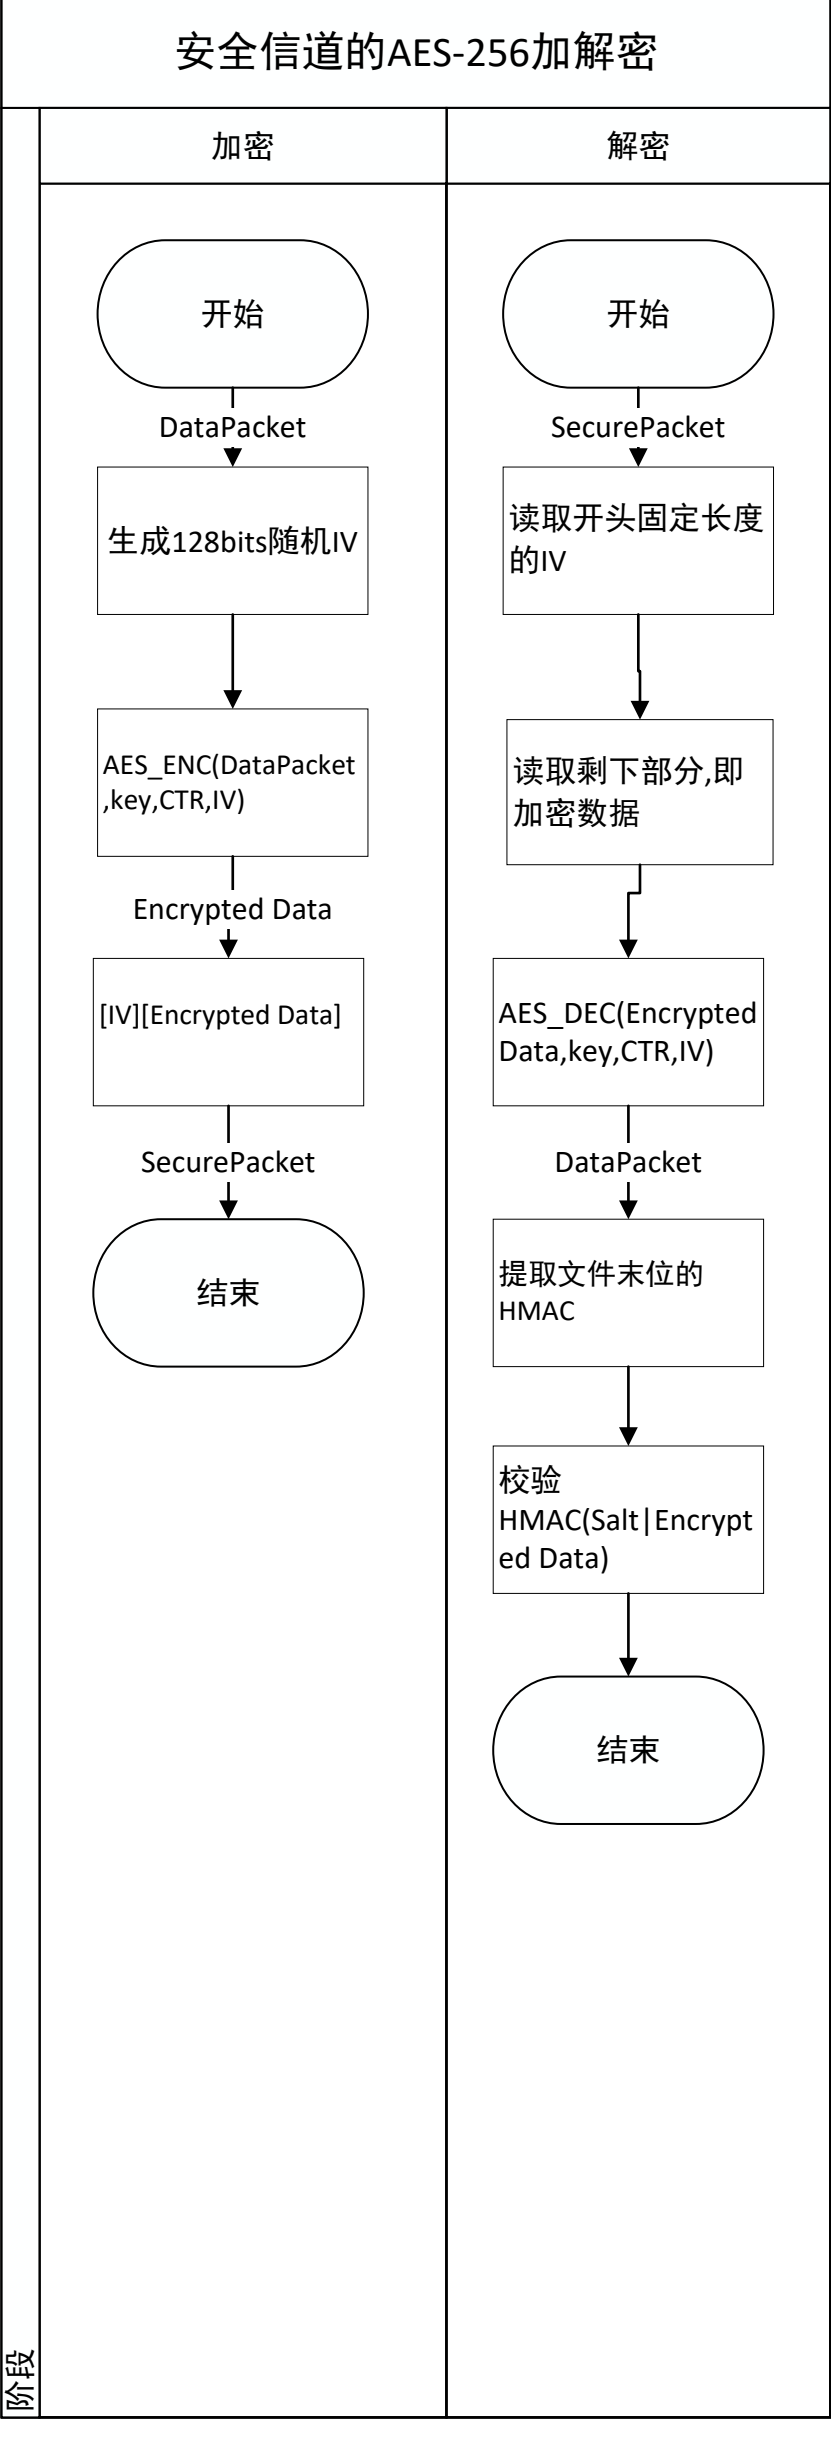 安全信道的AES-256加解密
加密
解密
开始
DataPacket
生成128bits随机IV
AES_ENC(DataPacket
,key,CTR,IV)
Encrypted Data
[IV][Encrypted Data]
SecurePacket
结束
开始
SecurePacket
读取开头固定长度
的IV
读取剩下部分,即
加密数据
AES_DEC(Encrypted
Data,key,CTR,IV)
DataPacket
提取文件末位的
HMAC
校验
HMAC(Salt|Encrypt
ed Data)
结束
阶段